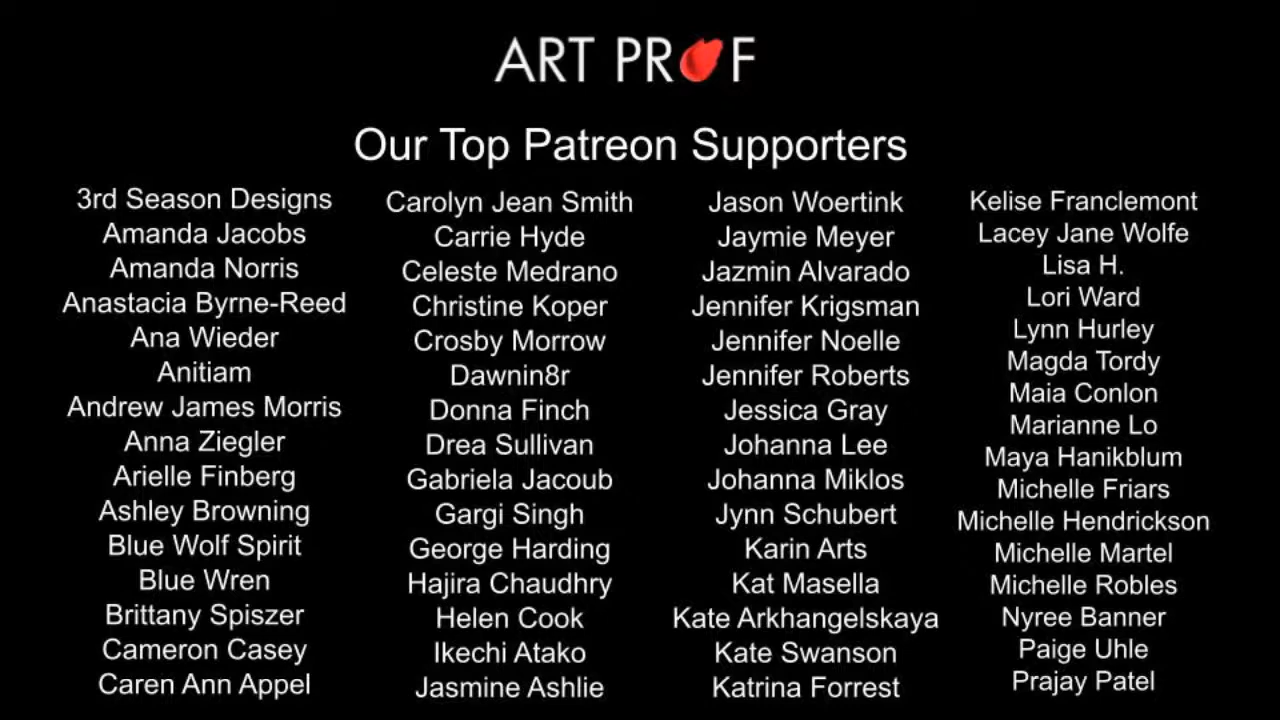 ART PROF
Our Top Patreon Supporters
3rd Season Designs
Amanda Jacobs
Amanda Norris
Anastacia Byrne-Reed
Ana Wieder
Anitiam
Andrew James Morris
Anna Ziegler
Arielle Finberg
Ashley Browning
Blue Wolf Spirit
Blue Wren
Brittany Spiszer
Cameron Casey
Caren Ann Appel
Carolyn Jean Smith
Carrie Hyde
Celeste Medrano
Christine Koper
Crosby Morrow
Dawnin8r
Donna Finch
Drea Sullivan
Gabriela Jacoub
Gargi Singh
George Harding
Hajira Chaudhry
Helen Cook
Ikechi Atako
Jasmine Ashlie
Jason Woertink
Jaymie Meyer
Jazmin Alvarado
Jennifer Krigsman
Jennifer Noelle
Jennifer Roberts
Jessica Gray
Johanna Lee
Johanna Miklos
Jynn Schubert
Karin Arts
Kat Masella
Kate Arkhangelskaya
Kate Swanson
Katrina Forrest
Kelise Franclemont
Lacey Jane Wolfe
Lisa H.
Lori Ward
Lynn Hurley
Magda Tordy
Maia Conlon
Marianne Lo
Maya Hanikblum
Michelle Friars
Michelle Hendrickson
Michelle Martel
Michelle Robles
Nyree Banner
Paige Uhle
Prajay Patel